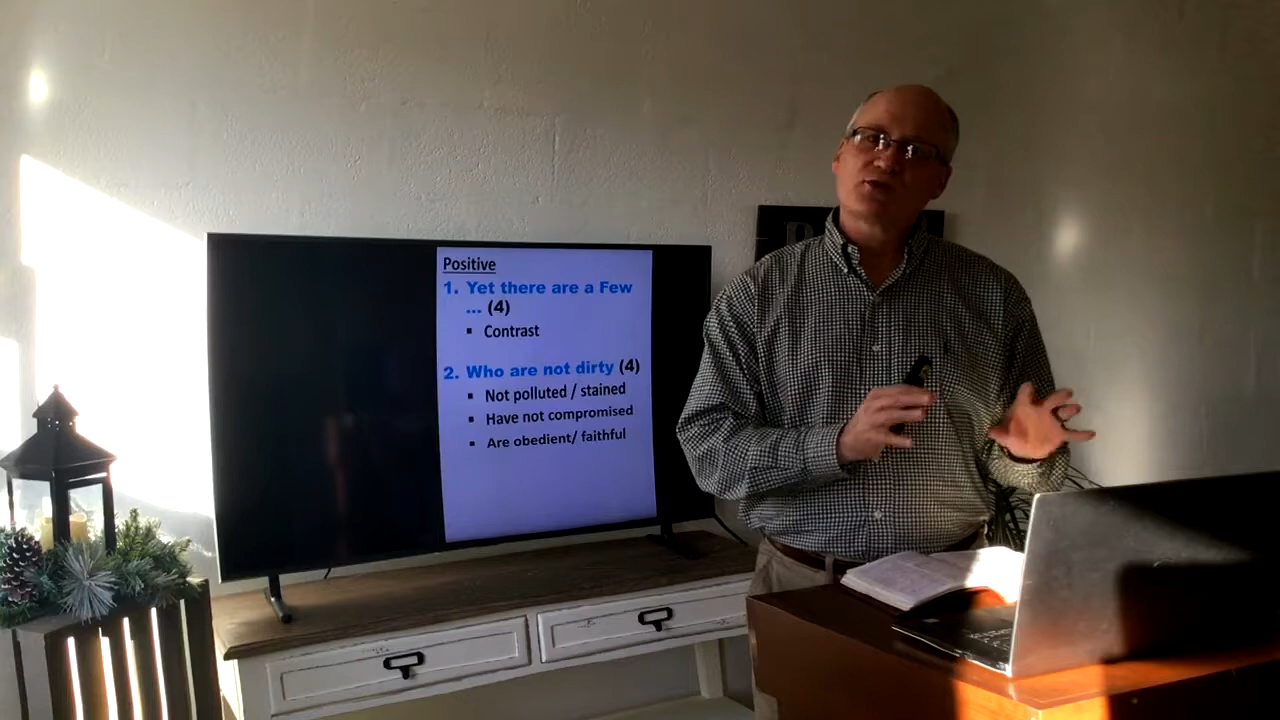 Positive
1. Yet there are a Few
... (4)
▪ Contrast
2. Who are not dirty (4)
▪ Not polluted / stained
▪ Have not compromised
▪ Are obedient/ faithful